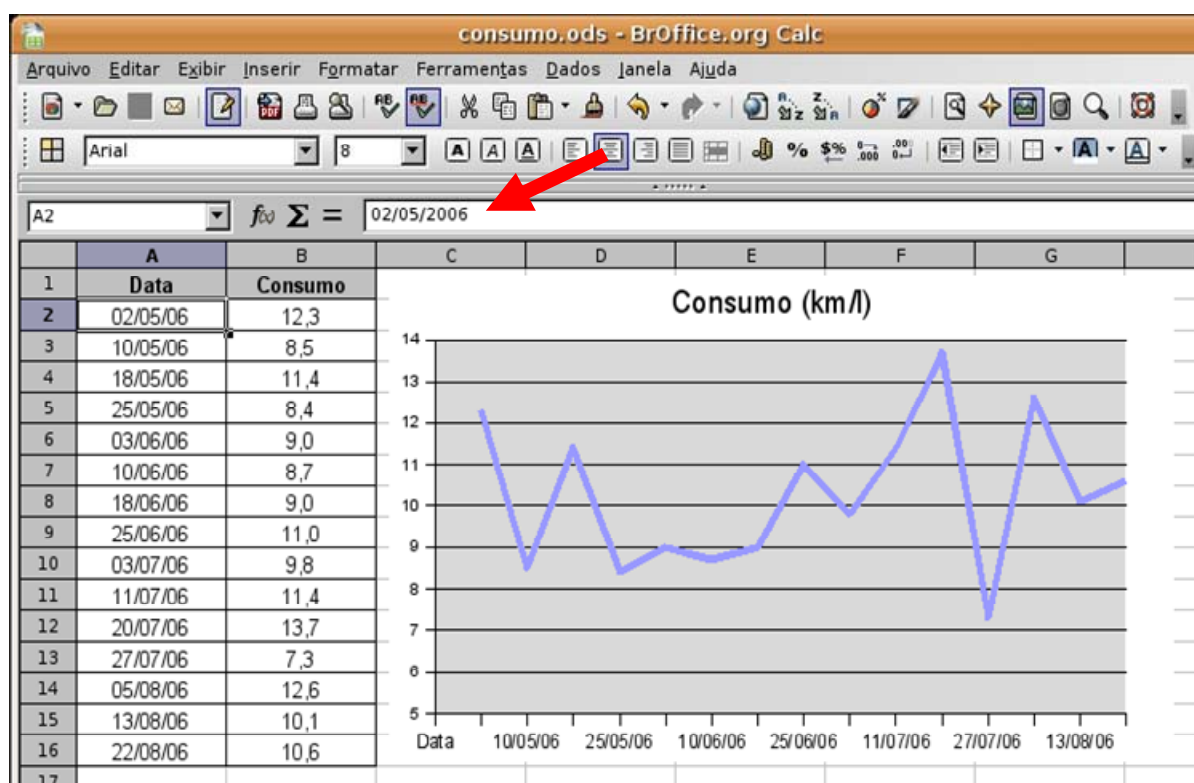 consumo.ods - BrOffice.org Calc
Arquivo Editar Exibir Inserir Formatar Ferramentas Dados Janela Ajuda
Arial 8
A2 f(x) Σ = 02/05/2006
A B C D E F G
1 Data Consumo
2 02/05/06 12,3
3 10/05/06 8,5
4 18/05/06 11,4
5 25/05/06 8,4
6 03/06/06 9,0
7 10/06/06 8,7
8 18/06/06 9,0
9 25/06/06 11,0
10 03/07/06 9,8
11 11/07/06 11,4
12 20/07/06 13,7
13 27/07/06 7,3
14 05/08/06 12,6
15 13/08/06 10,1
16 22/08/06 10,6
17
Consumo (km/l)
14
13
12
11
10
9
8
7
6
5
Data 10/05/06 25/05/06 10/06/06 25/06/06 11/07/06 27/07/06 13/08/06